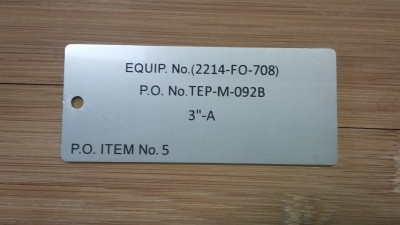 EQUIP. No.(2214-FO-708)
P.O. No.TEP-M-092B
3"-A
P.O. ITEM No. 5